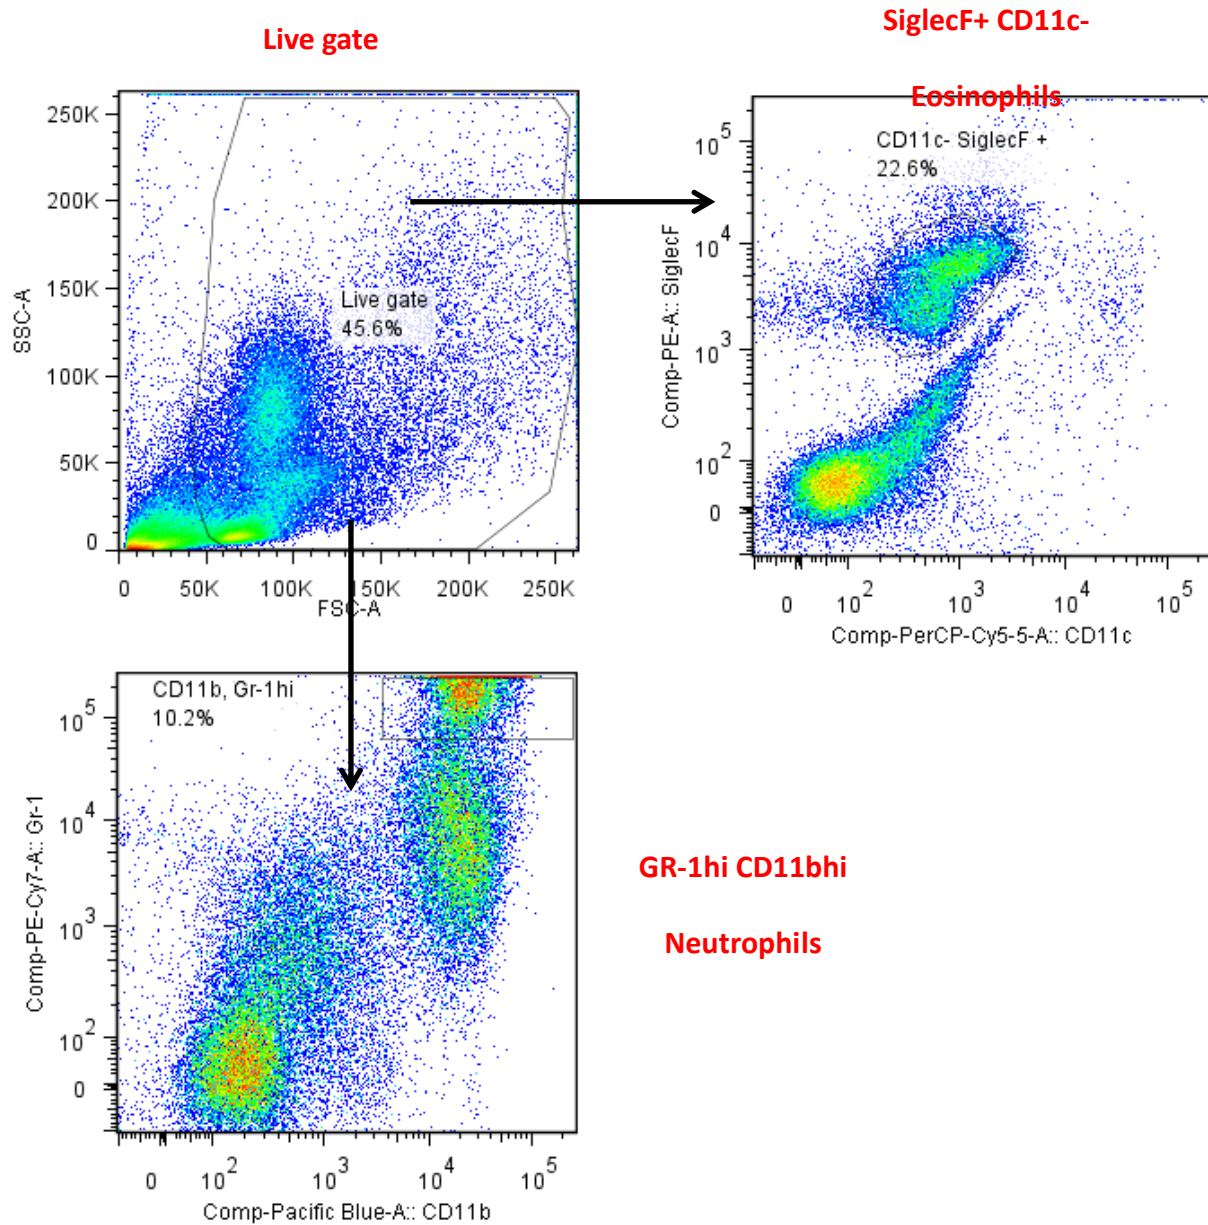 Live gate
SiglecF+ CD11c-
Eosinophils
250K
200K
150K
100K
50K
0
SSC-A
Live gate
45.6%
0 50K 100K 150K 200K 250K
FSC-A
CD11c- SiglecF +
22.6%
10^5
10^4
10^3
10^2
0
Comp-PE-A:: SiglecF
0 10^2 10^3 10^4 10^5
Comp-PerCP-Cy5-5-A:: CD11c
CD11b, Gr-1hi
10.2%
10^5
10^4
10^3
10^2
0
Comp-PE-Cy7-A:: Gr-1
0 10^2 10^3 10^4 10^5
Comp-Pacific Blue-A:: CD11b
GR-1hi CD11bhi
Neutrophils